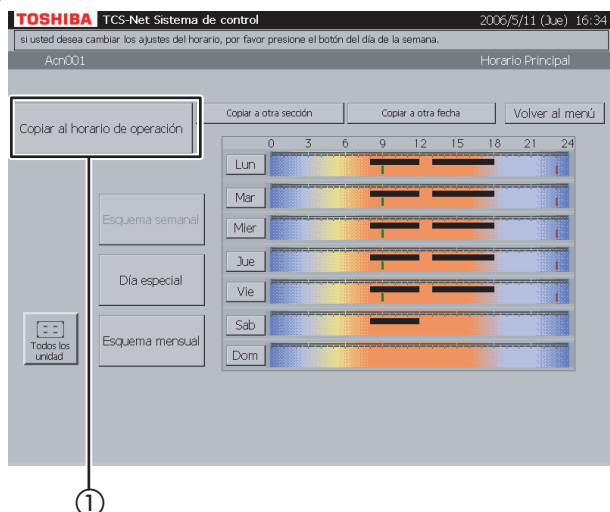 TOSHIBA TCS-Net Sistema de control 2006/5/11 (Jue) 16:34
si usted desea cambiar los ajustes del horario, por favor presione el botón del día de la semana.
Acn001 Horario Principal
Copiar al horario de operación Copiar a otra sección Copiar a otra fecha Volver al menú
0 3 6 9 12 15 18 21 24
Lun
Mar
Esquema semanal
Mier
Jue
Día especial
Vie
Sab
Esquema mensual
Dom
Todos los
unidad
①